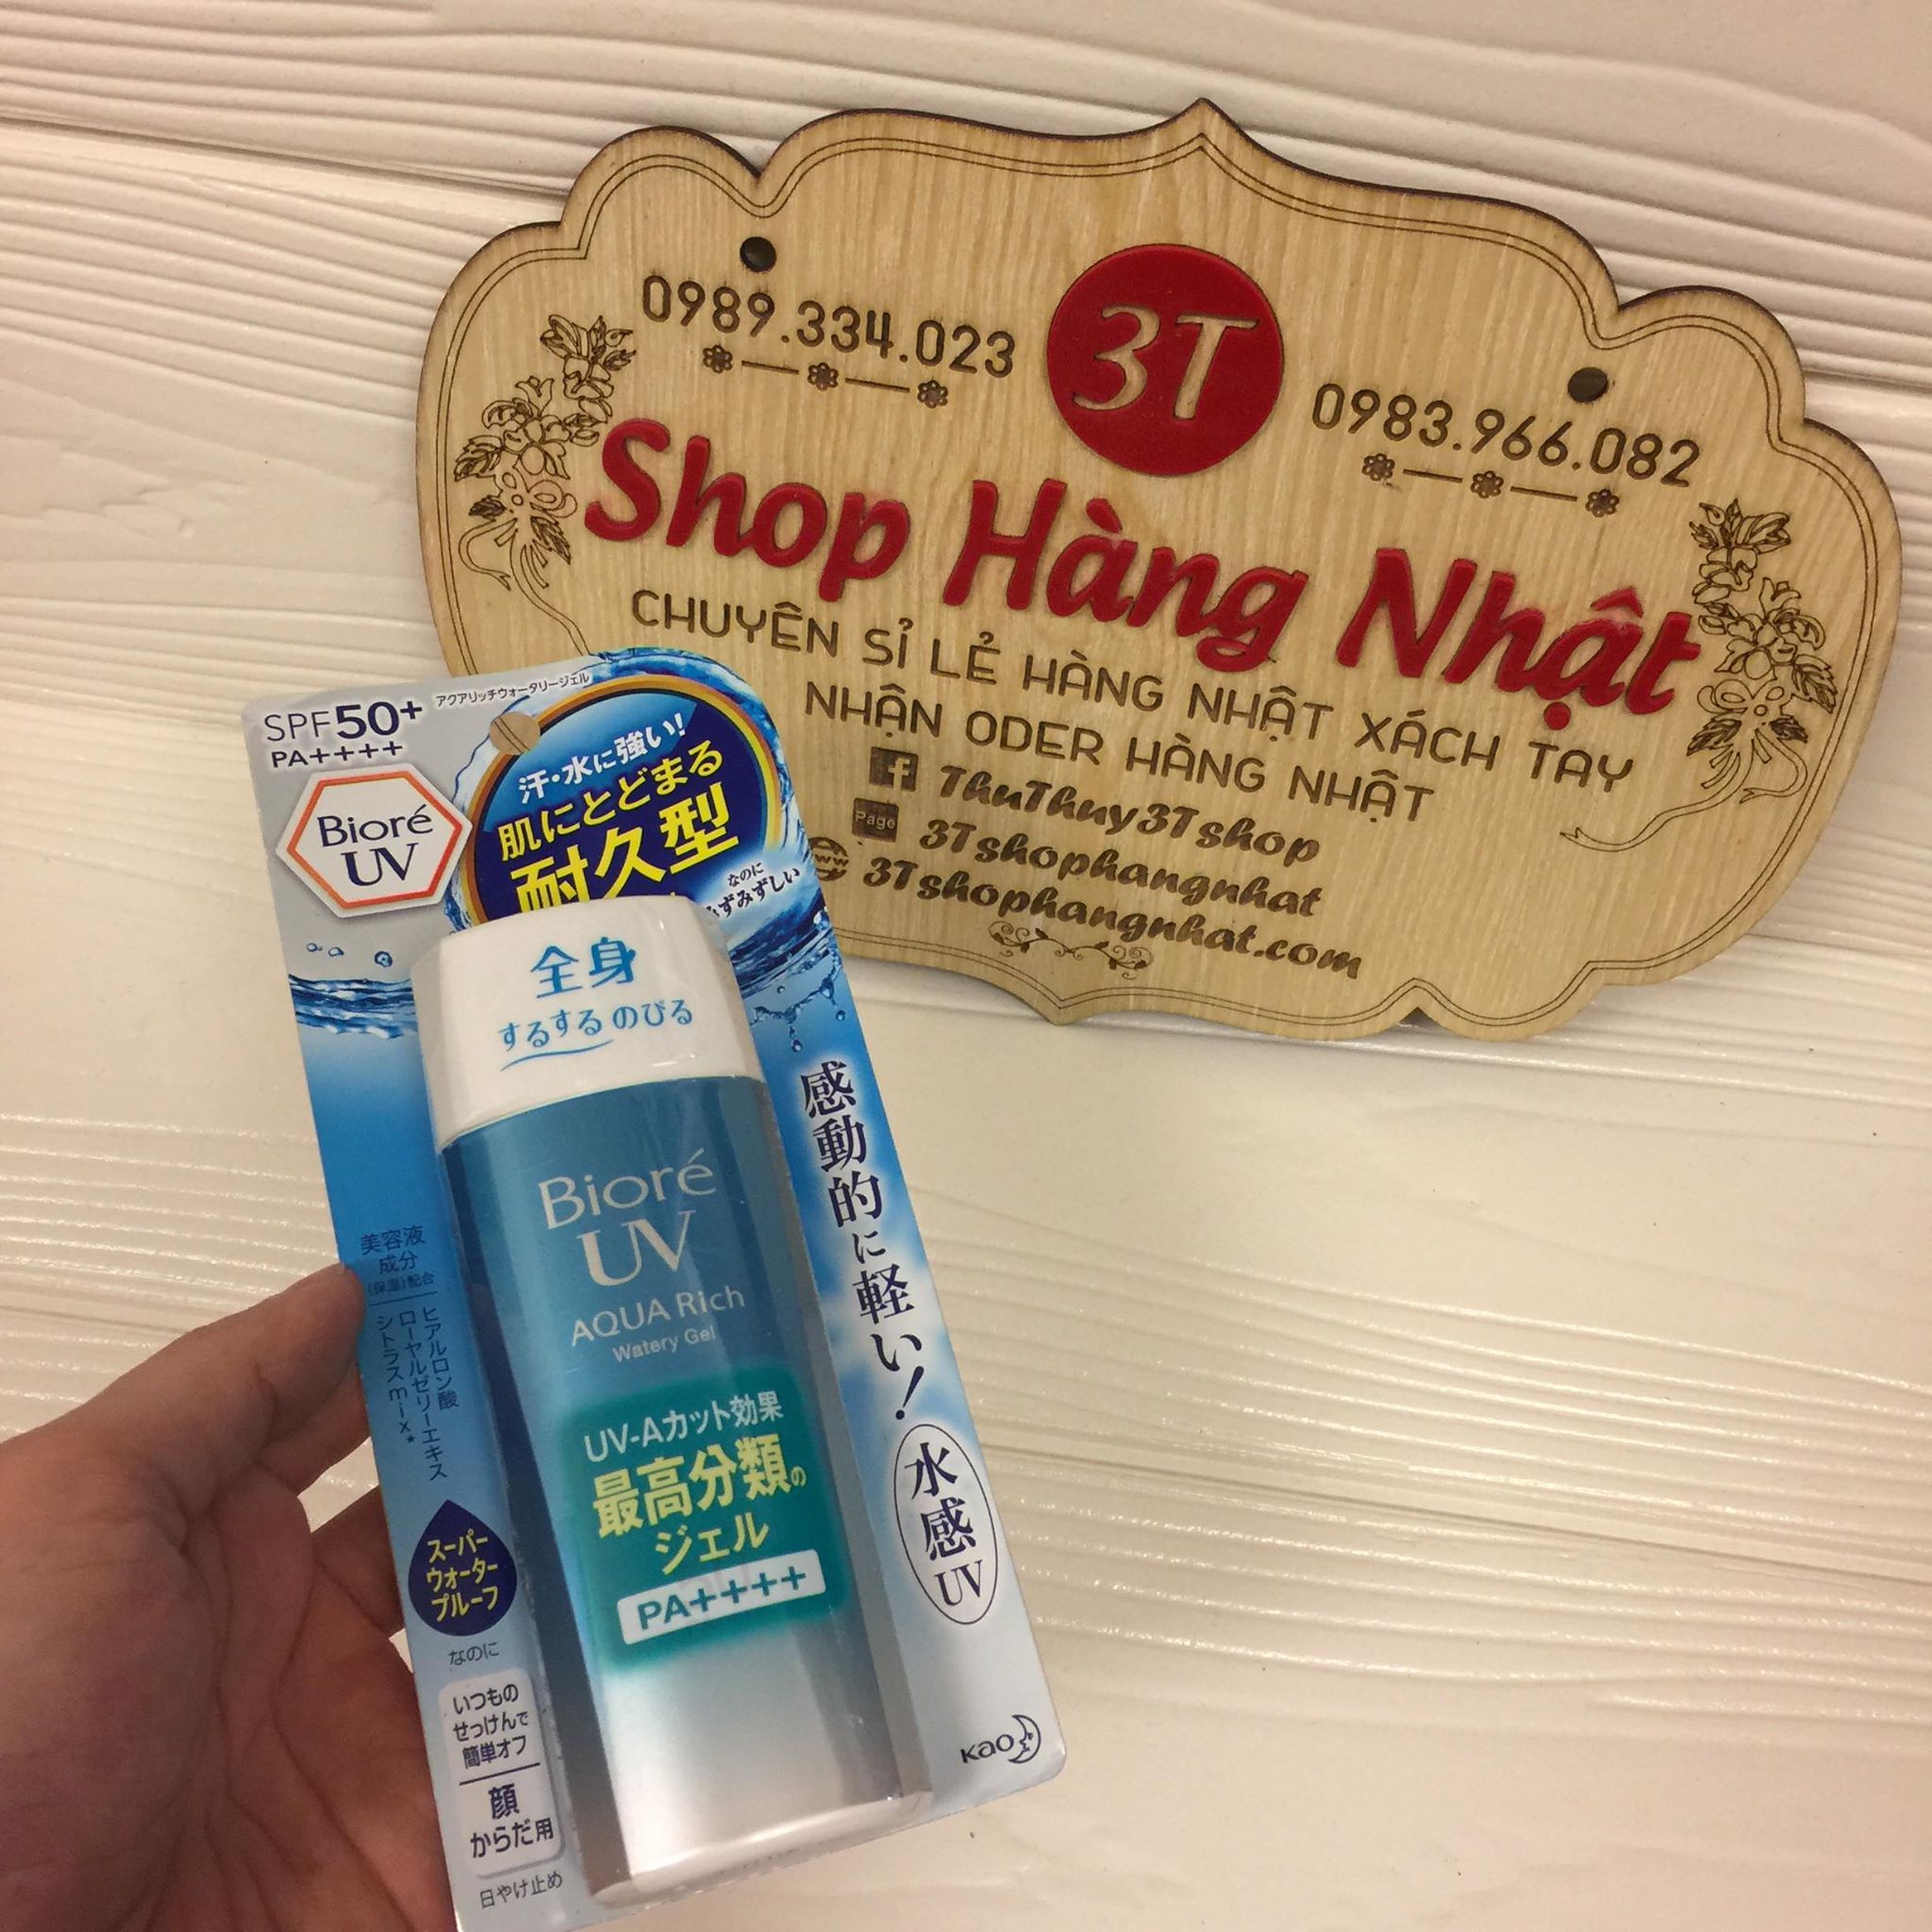 0989.334.023
3T
0983.966.082
Shop Hàng Nhật
CHUYÊN SỈ LẺ HÀNG NHẬT XÁCH TAY
NHẬN ODER HÀNG NHẬT
ThuThuy3Tshop
Page 3Tshophangnhat
3Tshophangnhat.com
SPF50+
PA++++
アクアリッチウォータリージェル
Bioré
UV
汗・水に強い!
肌にとどまる
耐久型
なのに
みずみずしい
全身
するするのびる
Bioré
UV
AQUA Rich
Watery Gel
UV-Aカット効果
最高分類の
ジェル
PA++++
感動的に軽い!
水感UV
美容液
成分
(保湿)配合
ヒアルロン酸
ローヤルゼリーエキス
シトラスmix*
スーパー
ウォーター
プルーフ
なのに
いつもの
せっけんで
簡単オフ
顔
からだ用
日やけ止め
Kao